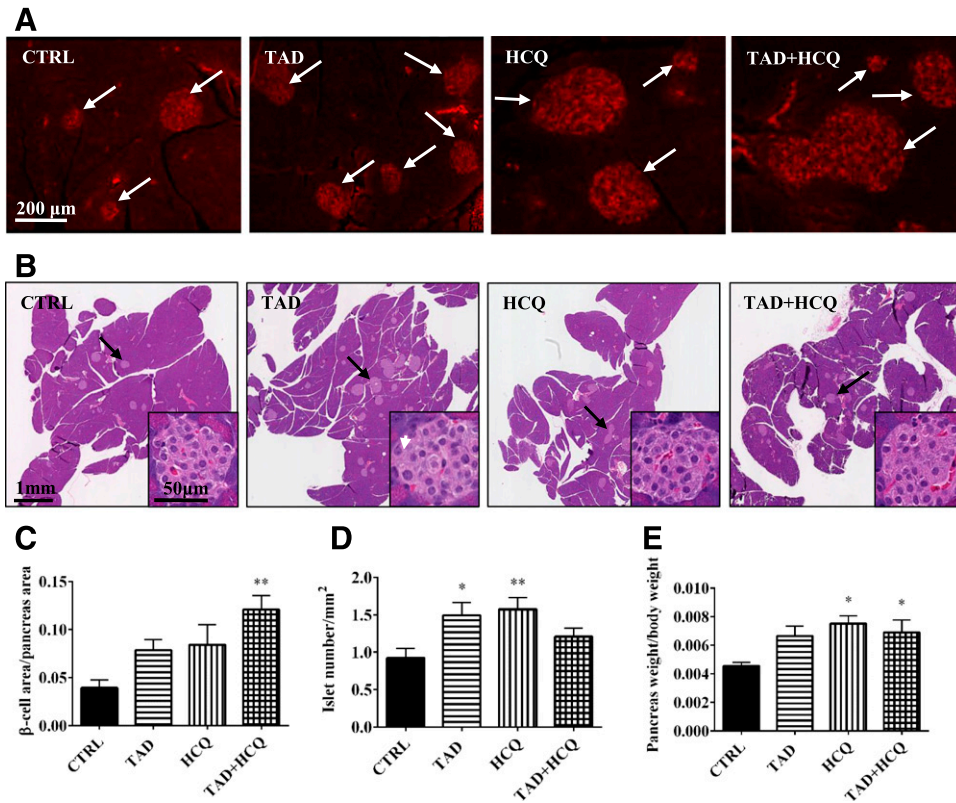 A
CTRL
TAD
HCQ
TAD+HCQ
200 μm
B
CTRL
TAD
HCQ
TAD+HCQ
1mm
50μm
C
β-cell area/pancreas area
0.15
0.10
0.05
0.00
**
CTRL
TAD
HCQ
TAD+HCQ
D
Islet number/mm²
2.0
1.5
1.0
0.5
0.0
*
**
CTRL
TAD
HCQ
TAD+HCQ
E
Pancreas weight/body weight
0.010
0.008
0.006
0.004
0.002
0.000
*
*
CTRL
TAD
HCQ
TAD+HCQ